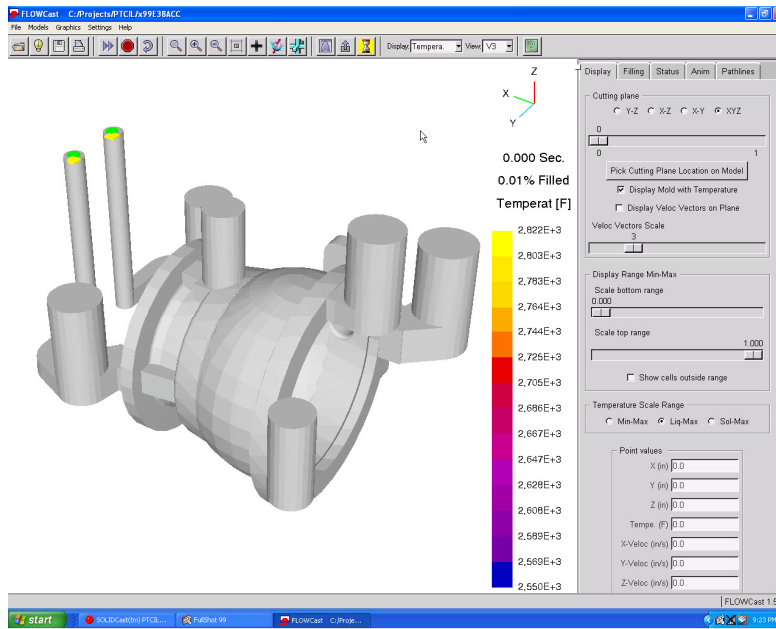 FLOWCast C:/Projects/PTCIL/x99E38ACC
File Models Graphics Settings Help
Display: Tempera. View: V3
Display Filling Status Anim Pathlines
Z
X
Y
0.000 Sec.
0.01% Filled
Temperat [F]
2,822E+3
2,803E+3
2,783E+3
2,764E+3
2,744E+3
2,725E+3
2,705E+3
2,686E+3
2,667E+3
2,647E+3
2,628E+3
2,608E+3
2,589E+3
2,569E+3
2,550E+3
Cutting plane
Y-Z X-Z X-Y XYZ
0
0 1
Pick Cutting Plane Location on Model
Display Mold with Temperature
Display Veloc Vectors on Plane
Veloc Vectors Scale
3
Display Range Min-Max
Scale bottom range
0.000
Scale top range
1.000
Show cells outside range
Temperature Scale Range
Min-Max Liq-Max Sol-Max
Point values
X (in) 0.0
Y (in) 0.0
Z (in) 0.0
Tempe. (F) 0.0
X-Veloc (in/s) 0.0
Y-Veloc (in/s) 0.0
Z-Veloc (in/s) 0.0
FLOWCast 1.5
start SOLIDCast(tm) PTCIL... FullShot 99 FLOWCast C:/Proje... 9:23 PM